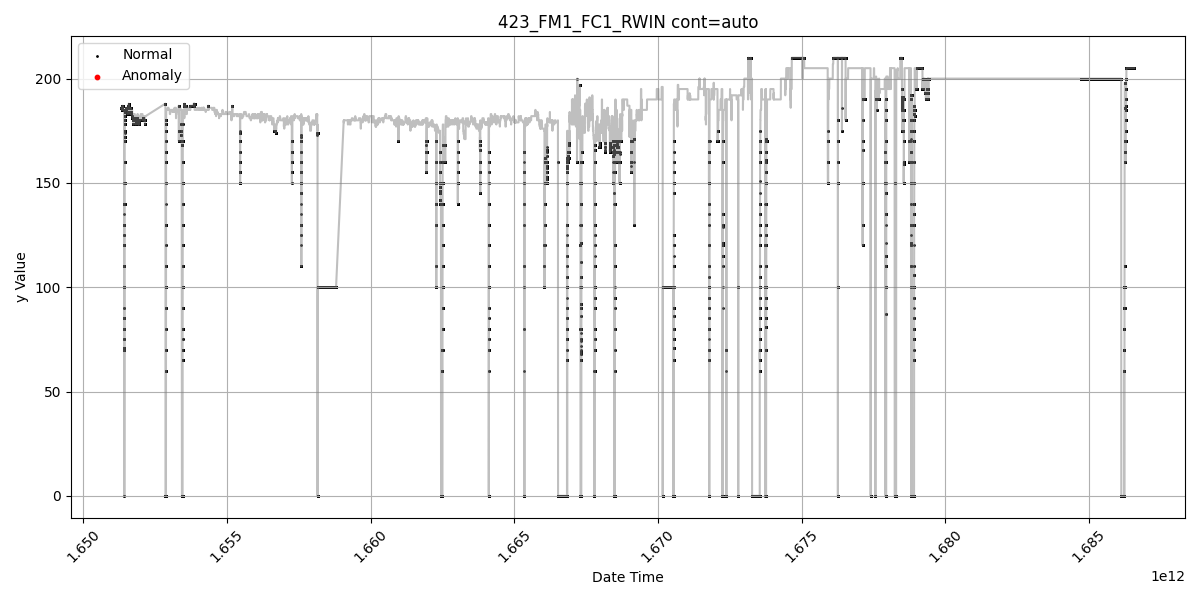 423_FM1_FC1_RWIN cont=auto
Normal
Anomaly
y Value
200
150
100
50
0
1.650
1.655
1.660
1.665
1.670
1.675
1.680
1.685
1e12
Date Time